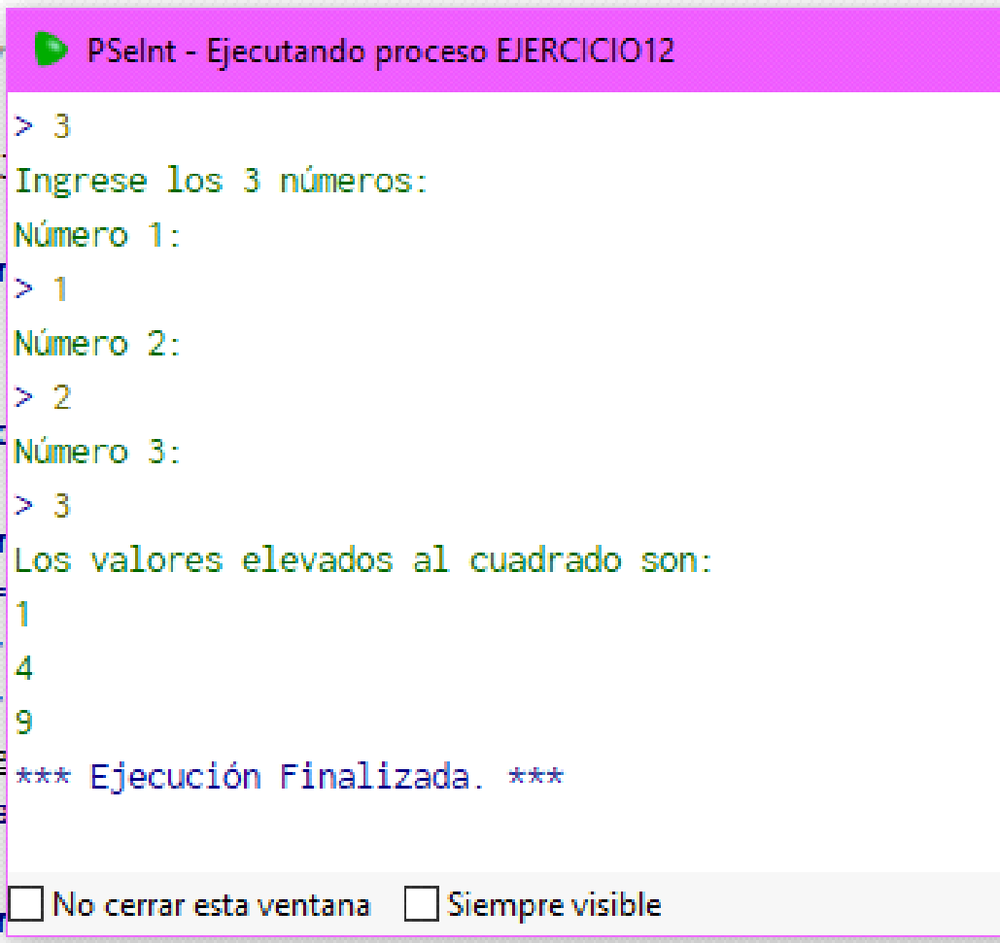 PSeInt - Ejecutando proceso EJERCICIO12
> 3
Ingrese los 3 números:
Número 1:
> 1
Número 2:
> 2
Número 3:
> 3
Los valores elevados al cuadrado son:
1
4
9
*** Ejecución Finalizada. ***
No cerrar esta ventana
Siempre visible